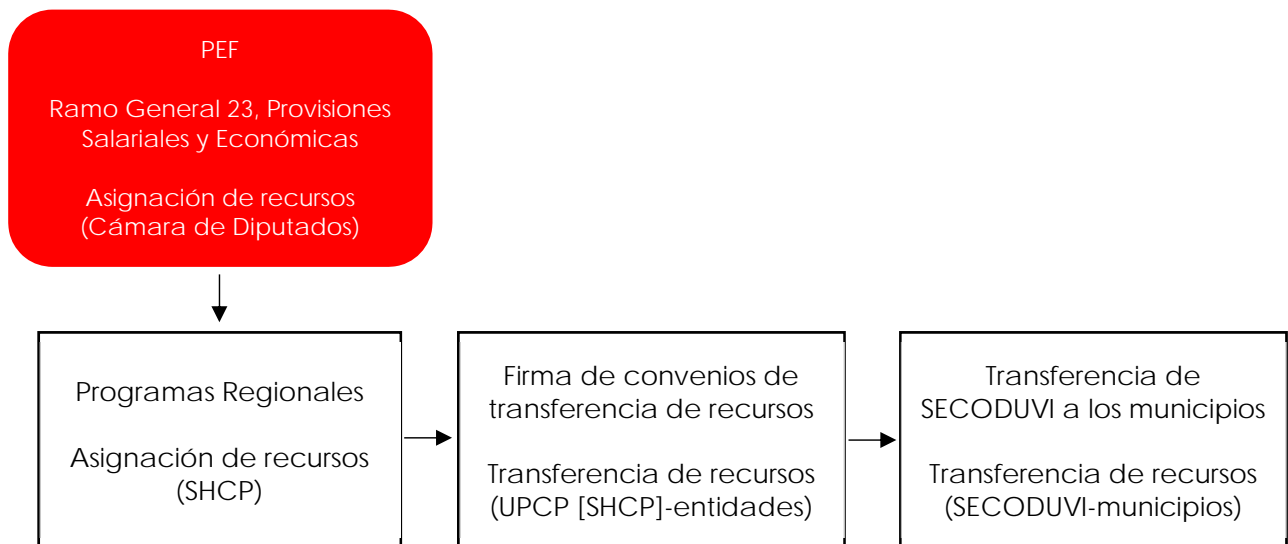 PEF
Ramo General 23, Provisiones
Salariales y Económicas
Asignación de recursos
(Cámara de Diputados)
Programas Regionales
Asignación de recursos
(SHCP)
Firma de convenios de
transferencia de recursos
Transferencia de recursos
(UPCP [SHCP]-entidades)
Transferencia de
SECODUVI a los municipios
Transferencia de recursos
(SECODUVI-municipios)